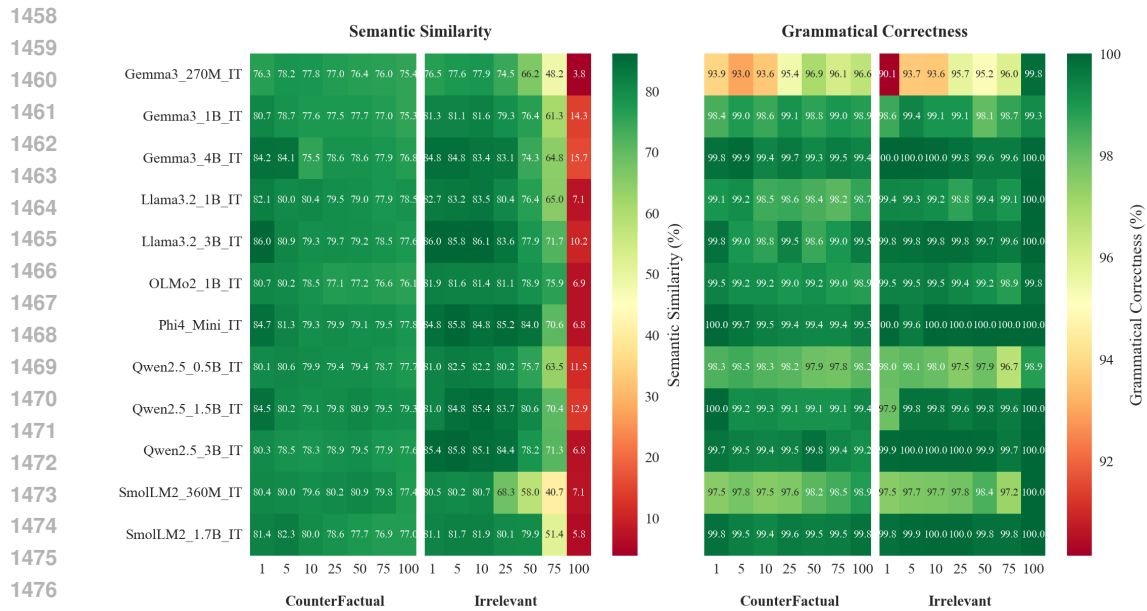 1458
1459
1460
1461
1462
1463
1464
1465
1466
1467
1468
1469
1470
1471
1472
1473
1474
1475
1476
Semantic Similarity
Gemma3_270M_IT 76.3 78.2 77.8 77.0 76.4 76.0 75.4 76.5 77.6 77.9 74.5 66.2 48.2 3.8
Gemma3_1B_IT 80.7 78.7 77.6 77.5 77.7 77.0 75.3 81.3 81.1 81.6 79.3 76.4 61.3 14.3
Gemma3_4B_IT 84.2 84.1 75.5 78.6 78.6 77.9 76.8 84.8 84.8 83.4 83.1 74.3 64.8 15.7
Llama3.2_1B_IT 82.1 80.0 80.4 79.5 79.0 77.9 78.5 82.7 83.2 83.5 80.4 76.4 65.0 7.1
Llama3.2_3B_IT 86.0 80.9 79.3 79.7 79.2 78.5 77.6 86.0 85.8 86.1 83.6 77.9 71.7 10.2
OLMo2_1B_IT 80.7 80.2 78.5 77.1 77.2 76.6 76.1 81.9 81.6 81.4 81.1 78.9 75.9 6.9
Phi4_Mini_IT 84.7 81.3 79.3 79.9 79.1 79.5 77.8 84.8 85.8 84.8 85.2 84.0 70.6 6.8
Qwen2.5_0.5B_IT 80.1 80.6 79.9 79.4 79.4 78.7 77.7 81.0 82.5 82.2 80.2 75.7 63.5 11.5
Qwen2.5_1.5B_IT 84.5 80.2 79.1 79.8 80.9 79.5 79.3 81.0 84.8 85.4 83.7 80.6 70.4 12.9
Qwen2.5_3B_IT 80.3 78.5 78.3 78.9 79.5 77.9 77.6 85.4 85.8 85.1 84.4 78.2 71.3 6.8
SmolLM2_360M_IT 80.4 80.0 79.6 80.2 80.9 79.8 77.4 80.5 80.2 80.7 68.3 58.0 40.7 7.1
SmolLM2_1.7B_IT 81.4 82.3 80.0 78.6 77.7 76.9 77.0 81.1 81.7 81.9 80.1 79.9 51.4 5.8
1 5 10 25 50 75 100 1 5 10 25 50 75 100
CounterFactual Irrelevant
80
70
60
50
40
30
20
10
Semantic Similarity (%)
Grammatical Correctness
93.9 93.0 93.6 95.4 96.9 96.1 96.6 90.1 93.7 93.6 95.7 95.2 96.0 99.8
98.4 99.0 98.6 99.1 98.8 99.0 98.9 98.6 99.4 99.1 99.1 98.1 98.7 99.3
99.8 99.9 99.4 99.7 99.3 99.5 99.4 00.0 100.0 100.0 99.8 99.6 99.6 100.0
99.1 99.2 98.5 98.6 98.4 98.2 98.7 99.4 99.3 99.2 98.8 99.4 99.1 100.0
99.8 99.0 98.8 99.5 98.6 99.0 99.5 99.8 99.8 99.8 99.8 99.7 99.6 100.0
99.5 99.2 99.2 99.0 99.2 99.0 98.9 99.5 99.5 99.4 99.2 99.4 98.9 99.8
100.0 99.7 99.5 99.4 99.4 99.4 99.5 00.0 99.6 100.0 100.0 100.0 100.0 100.0
98.3 98.5 98.3 98.2 97.9 97.8 98.2 98.0 98.1 98.0 97.5 97.9 96.7 98.9
100.0 99.2 99.3 99.1 99.1 99.1 99.4 97.9 99.8 99.8 99.6 99.8 99.6 100.0
99.7 99.5 99.4 99.6 99.8 99.4 99.2 99.9 100.0 100.0 100.0 99.9 99.7 100.0
97.5 97.8 97.5 97.6 98.2 98.5 98.9 97.5 97.7 97.7 97.8 98.4 97.2 100.0
99.8 99.5 99.4 99.6 99.5 99.5 99.8 99.8 99.9 100.0 100.0 99.8 99.8 100.0
1 5 10 25 50 75 100 1 5 10 25 50 75 100
CounterFactual Irrelevant
100
98
96
94
92
Grammatical Correctness (%)